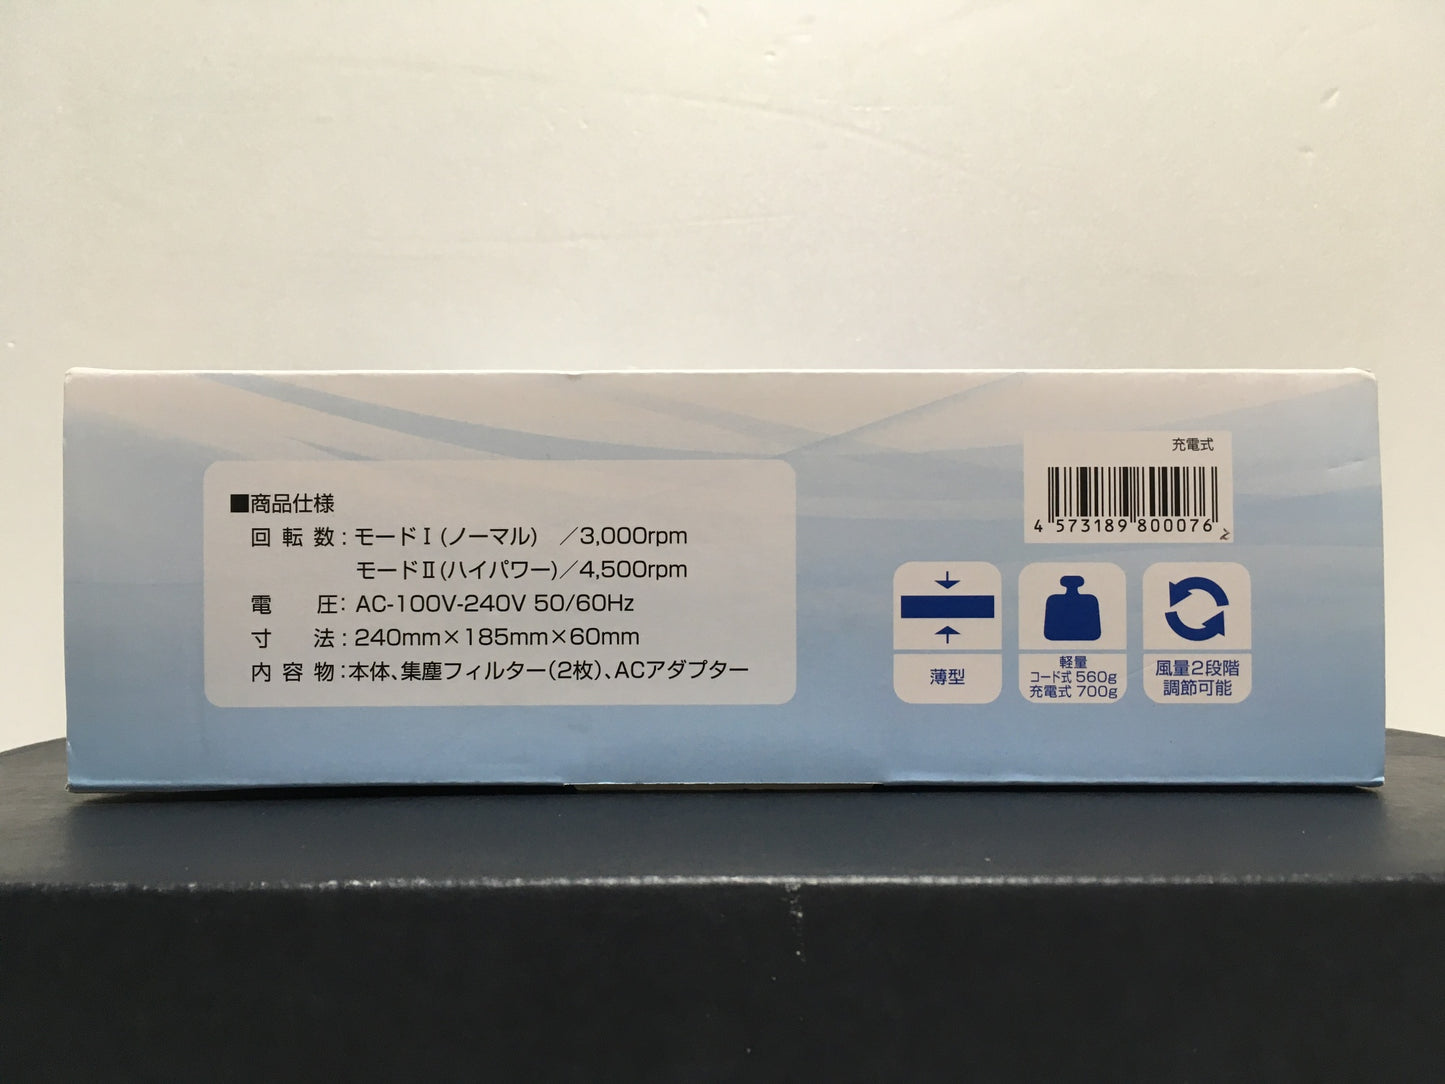 ■商品仕様
回転数：モードⅠ(ノーマル) ／3,000rpm
モードⅡ(ハイパワー)／4,500rpm
電圧：AC-100V-240V 50/60Hz
寸法：240mm×185mm×60mm
内容物：本体、集塵フィルター(2枚)、ACアダプター
充電式
4 573189 800076
薄型
軽量
コード式 560g
充電式 700g
風量2段階
調節可能